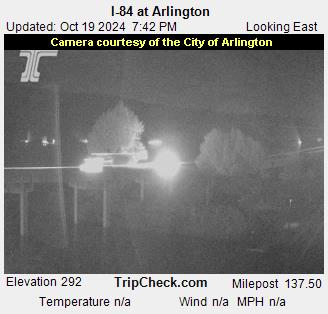 I-84 at Arlington
Updated: Oct 19 2024 7:42 PM Looking East
Camera courtesy of the City of Arlington
Elevation 292 TripCheck.com Milepost 137.50
Temperature n/a Wind n/a MPH n/a